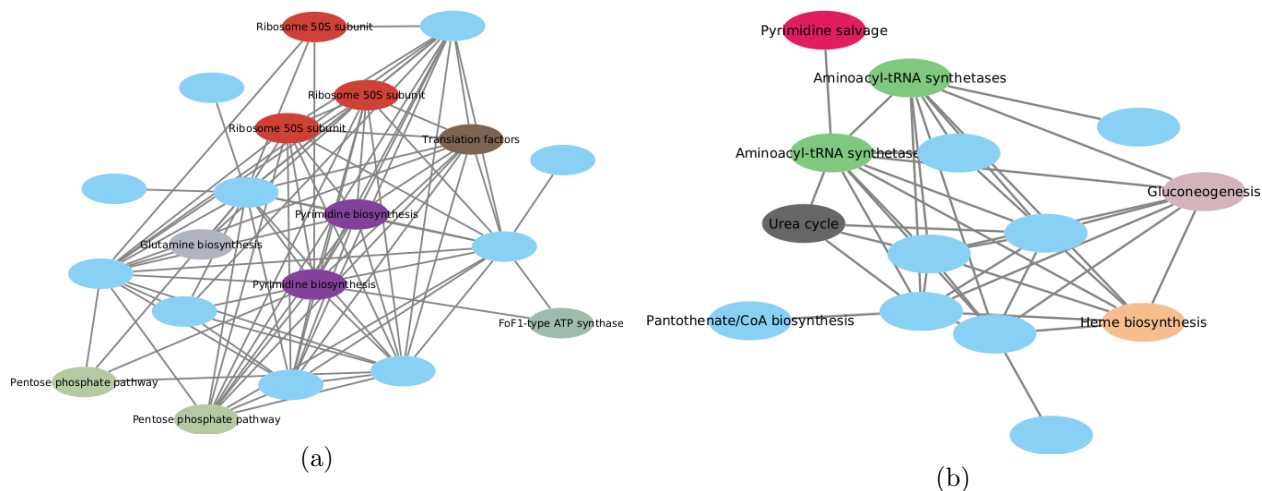 Ribosome 50S subunit
Ribosome 50S subunit
Ribosome 50S subunit
Translation factors
Pyrimidine biosynthesis
Glutamine biosynthesis
Pyrimidine biosynthesis
FoF1-type ATP synthase
Pentose phosphate pathway
Pentose phosphate pathway
(a)
Pyrimidine salvage
Aminoacyl-tRNA synthetases
Aminoacyl-tRNA synthetase
Gluconeogenesis
Urea cycle
Pantothenate/CoA biosynthesis
Heme biosynthesis
(b)